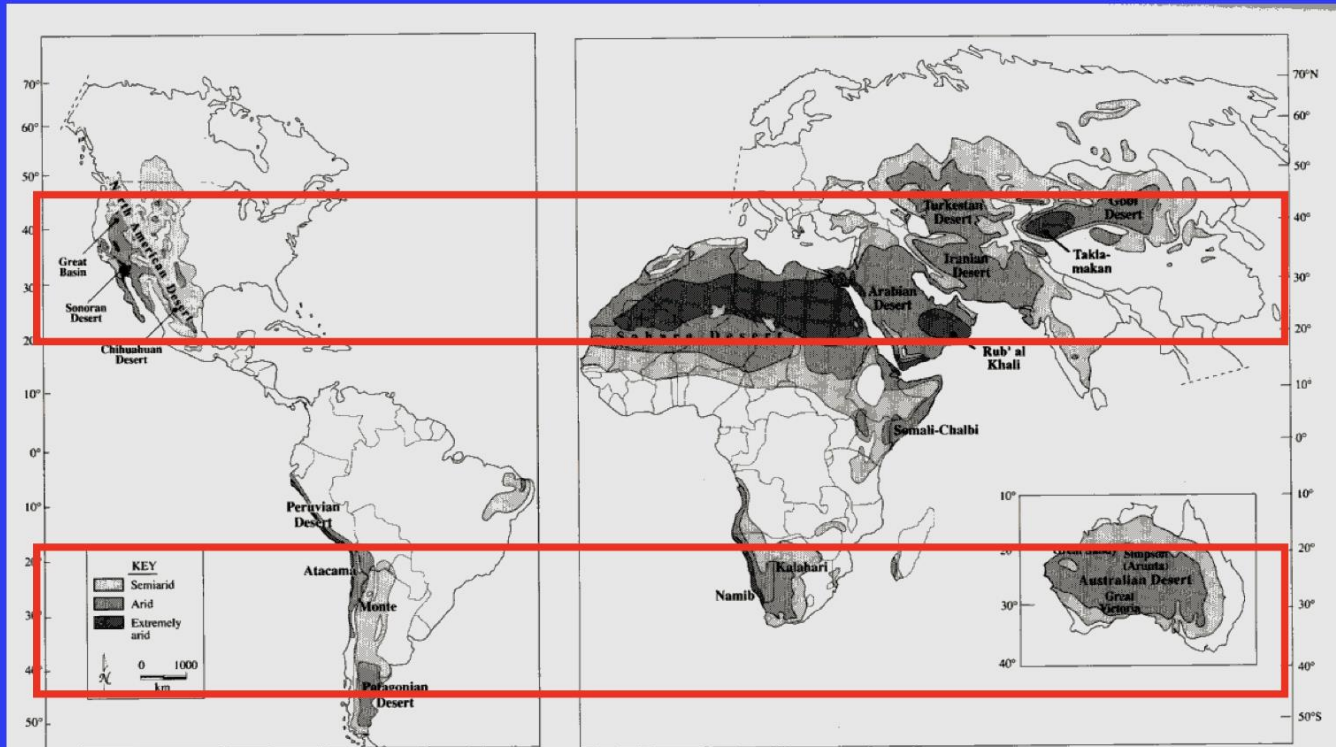 70°
60°
50°
40°
30°
20°
10°
0°
10°
20°
30°
40°
50°
North American Desert
Great
Basin
Sonoran
Desert
Chihuahuan
Desert
Peruvian
Desert
Atacama
Monte
Patagonian
Desert
KEY
Semiarid
Arid
Extremely
arid
N
0 1000
km
Turkestan
Desert
Gobi
Desert
Takla-
makan
Iranian
Desert
Arabian
Desert
Sahara Desert
Rub' al
Khali
Somali-Chalbi
Kalahari
Namib
10°
20°
30°
40°
Simpson
(Arunta)
Australian Desert
Great
Victoria
70°N
60°
50°
40°
30°
20°
10°
0°
10°
20°
30°
40°
50°S